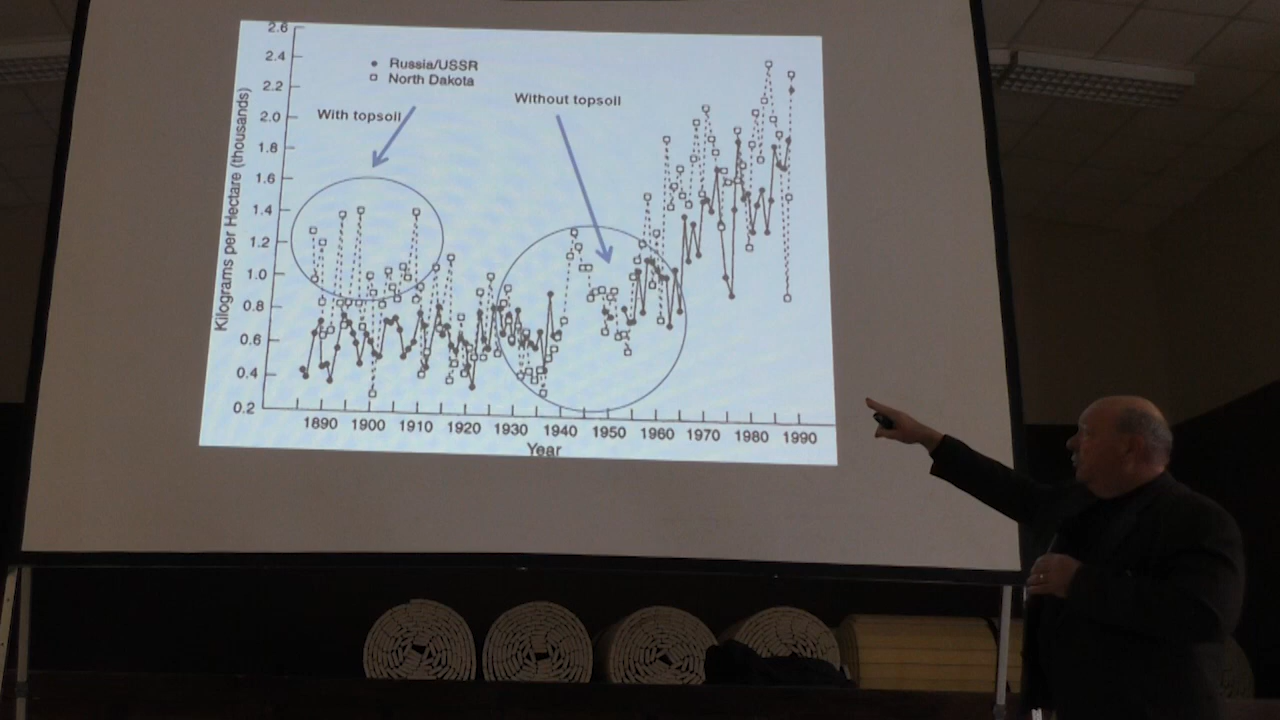 2.6
2.4
2.2
2.0
1.8
1.6
1.4
1.2
1.0
0.8
0.6
0.4
0.2
Kilograms per Hectare (thousands)
Russia/USSR
North Dakota
With topsoil
Without topsoil
1890 1900 1910 1920 1930 1940 1950 1960 1970 1980 1990
Year